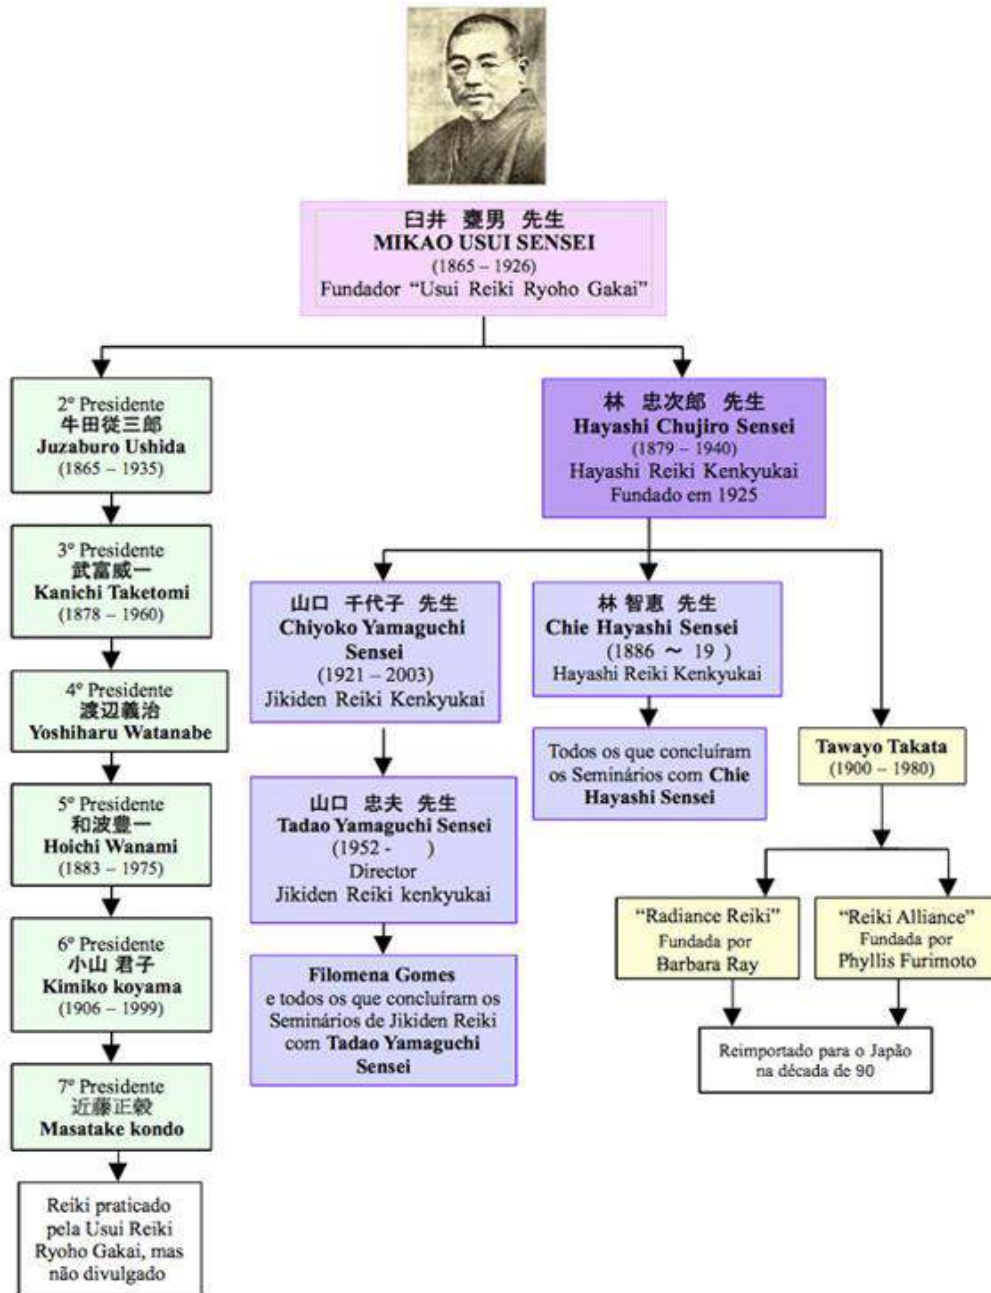 臼井 甕男 先生
MIKAO USUI SENSEI
(1865 – 1926)
Fundador “Usui Reiki Ryoho Gakai”
2º Presidente
牛田従三郎
Juzaburo Ushida
(1865 – 1935)
3º Presidente
武富威一
Kanichi Taketomi
(1878 – 1960)
4º Presidente
渡辺義治
Yoshiharu Watanabe
5º Presidente
和波豊一
Hoichi Wanami
(1883 – 1975)
6º Presidente
小山 君子
Kimiko koyama
(1906 – 1999)
7º Presidente
近藤正毅
Masatake kondo
Reiki praticado
pela Usui Reiki
Ryoho Gakai, mas
não divulgado
林 忠次郎 先生
Hayashi Chujiro Sensei
(1879 – 1940)
Hayashi Reiki Kenkyukai
Fundado em 1925
山口 千代子 先生
Chiyoko Yamaguchi
Sensei
(1921 – 2003)
Jikiden Reiki Kenkyukai
山口 忠夫 先生
Tadao Yamaguchi Sensei
(1952 - )
Director
Jikiden Reiki kenkyukai
Filomena Gomes
e todos os que concluíram os
Seminários de Jikiden Reiki
com Tadao Yamaguchi
Sensei
林 智恵 先生
Chie Hayashi Sensei
(1886 ~ 19 )
Hayashi Reiki Kenkyukai
Todos os que concluíram
os Seminários com Chie
Hayashi Sensei
Tawayo Takata
(1900 – 1980)
“Radiance Reiki”
Fundada por
Barbara Ray
“Reiki Alliance”
Fundada por
Phyllis Furimoto
Reimportado para o Japão
na década de 90